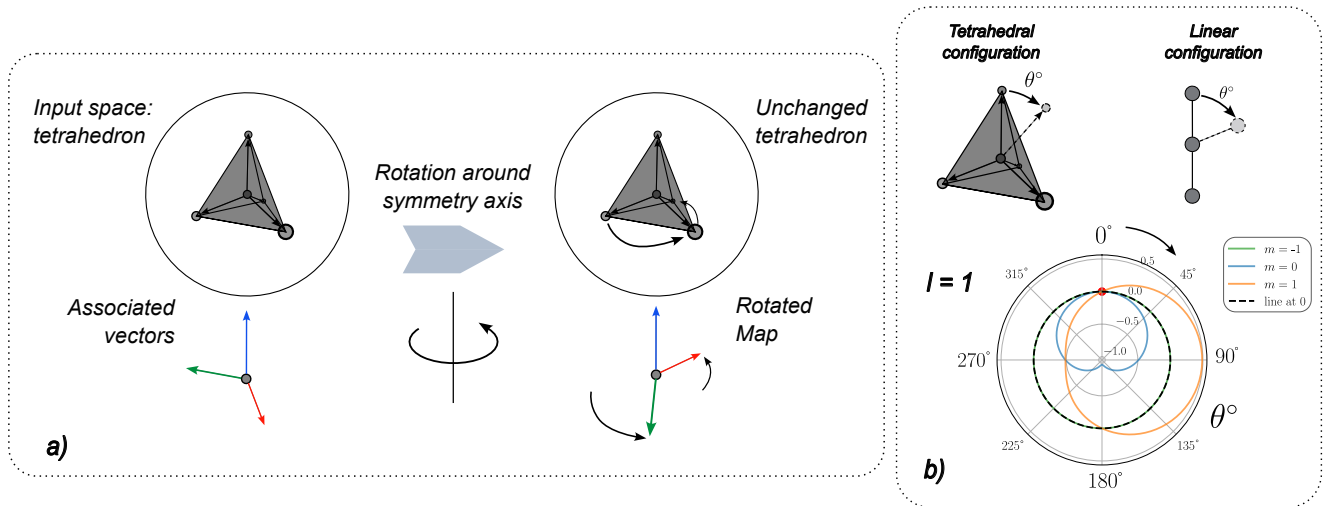 Input space:
tetrahedron
Rotation around
symmetry axis
Unchanged
tetrahedron
Associated
vectors
Rotated
Map
a)
Tetrahedral
configuration
Linear
configuration
θ°
θ°
l = 1
0°
45°
90°
135°
180°
225°
270°
315°
0.5
0.0
−0.5
−1.0
θ°
m = -1
m = 0
m = 1
line at 0
b)